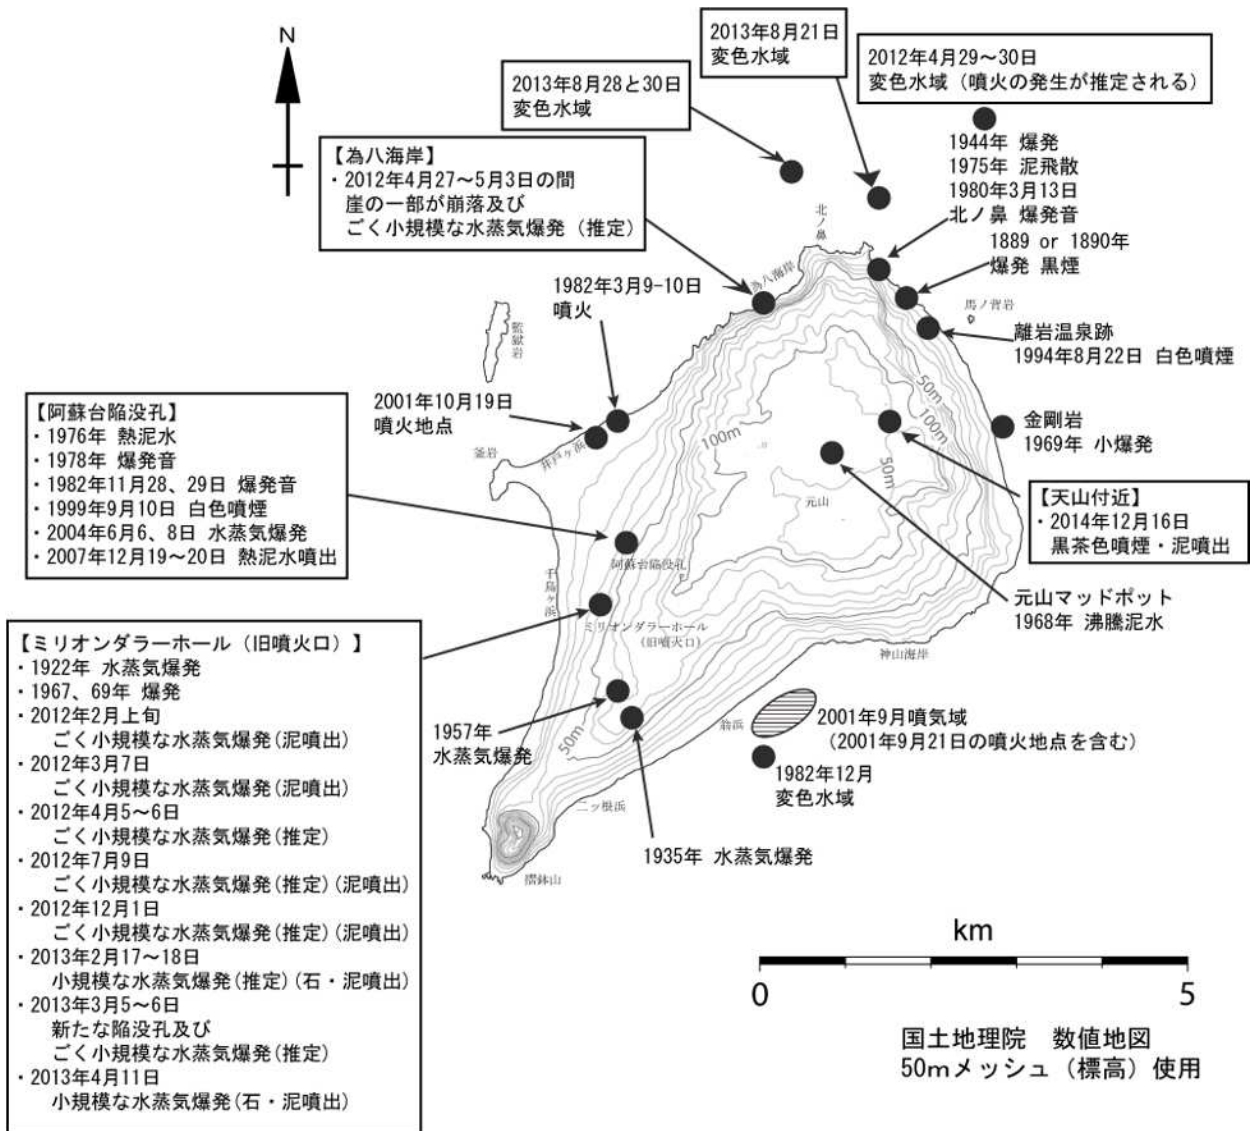 N
2013年8月21日
変色水域
2012年4月29～30日
変色水域（噴火の発生が推定される）
2013年8月28と30日
変色水域
【為八海岸】
・2012年4月27～5月3日の間
崖の一部が崩落及び
ごく小規模な水蒸気爆発（推定）
1944年 爆発
1975年 泥飛散
1980年3月13日
北ノ鼻 爆発音
1889 or 1890年
爆発 黒煙
北ノ鼻
為八海岸
馬ノ背岩
離岩温泉跡
1994年8月22日 白色噴煙
1982年3月9-10日
噴火
監獄岩
2001年10月19日
噴火地点
釜岩
井戸ヶ浜
【阿蘇台陥没孔】
・1976年 熱泥水
・1978年 爆発音
・1982年11月28、29日 爆発音
・1999年9月10日 白色噴煙
・2004年6月6、8日 水蒸気爆発
・2007年12月19～20日 熱泥水噴出
50m
100m
100m
50m
金剛岩
1969年 小爆発
【天山付近】
・2014年12月16日
黒茶色噴煙・泥噴出
元山
阿蘇台陥没孔
千鳥ヶ浜
元山マッドポット
1968年 沸騰泥水
ミリオンダラーホール
（旧噴火口）
神山海岸
【ミリオンダラーホール（旧噴火口）】
・1922年 水蒸気爆発
・1967、69年 爆発
・2012年2月上旬
ごく小規模な水蒸気爆発(泥噴出)
・2012年3月7日
ごく小規模な水蒸気爆発(泥噴出)
・2012年4月5～6日
ごく小規模な水蒸気爆発(推定)
・2012年7月9日
ごく小規模な水蒸気爆発(推定)(泥噴出)
・2012年12月1日
ごく小規模な水蒸気爆発(推定)(泥噴出)
・2013年2月17～18日
小規模な水蒸気爆発(推定)(石・泥噴出)
・2013年3月5～6日
新たな陥没孔及び
ごく小規模な水蒸気爆発(推定)
・2013年4月11日
小規模な水蒸気爆発(石・泥噴出)
1957年
水蒸気爆発
50m
翁浜
2001年9月噴気域
（2001年9月21日の噴火地点を含む）
1982年12月
変色水域
二ッ根浜
1935年 水蒸気爆発
摺鉢山
km
0
5
国土地理院 数値地図
50mメッシュ（標高）使用